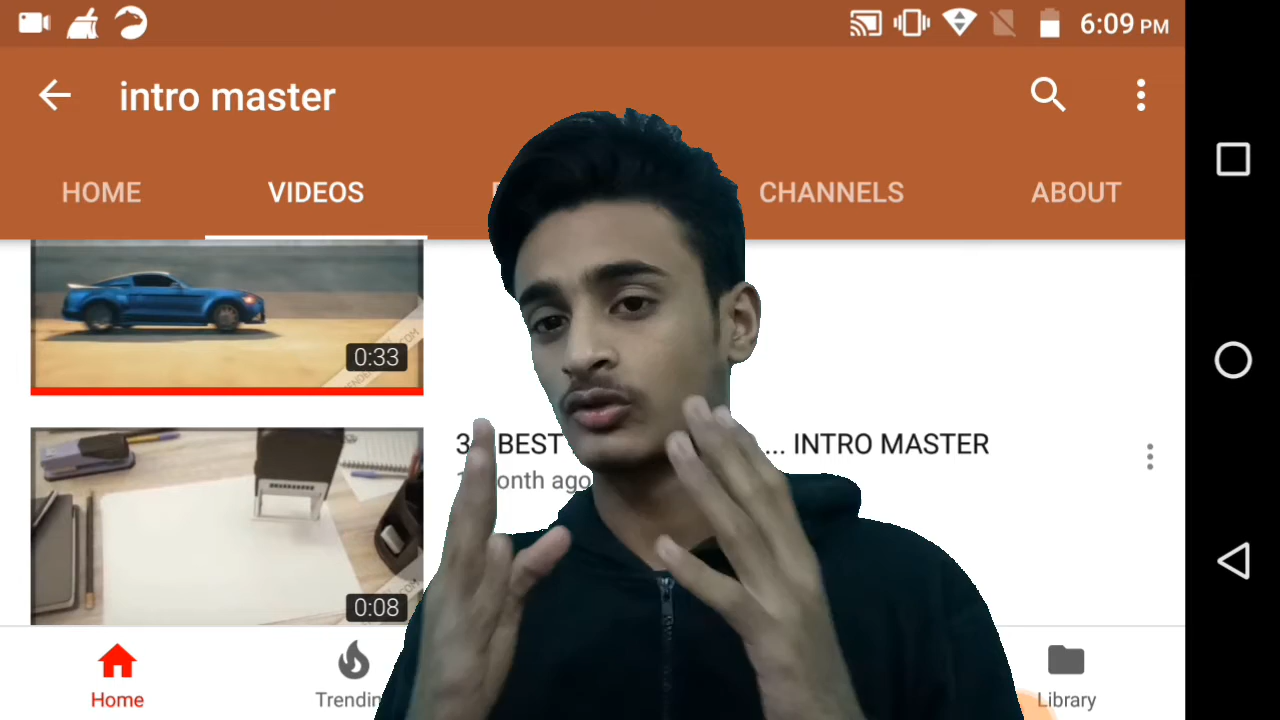 6:09 PM
intro master
HOME VIDEOS CHANNELS ABOUT
0:33
BEST ... INTRO MASTER
onth ago
0:08
Home Trendin Library